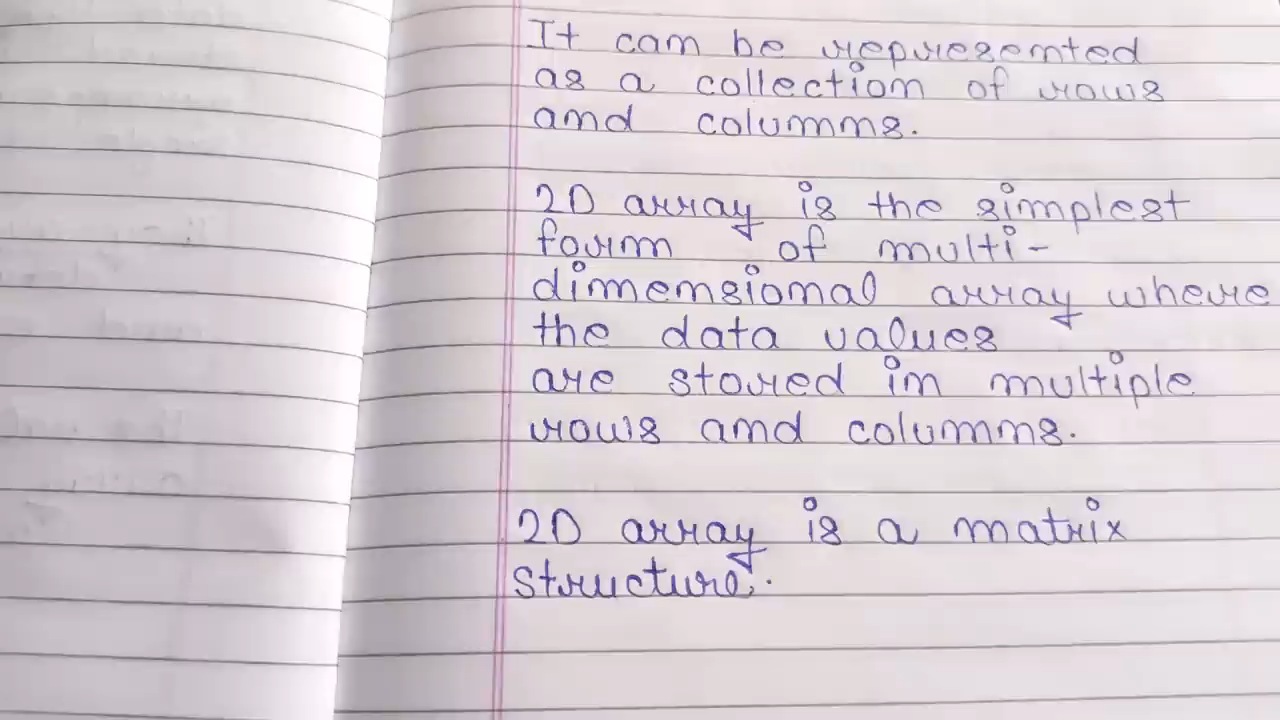 It can be represented
as a collection of rows
and columns.
2D array is the simplest
form of multi-
dimensional array where
the data values
are stored in multiple
rows and columns.
2D array is a matrix
structure.